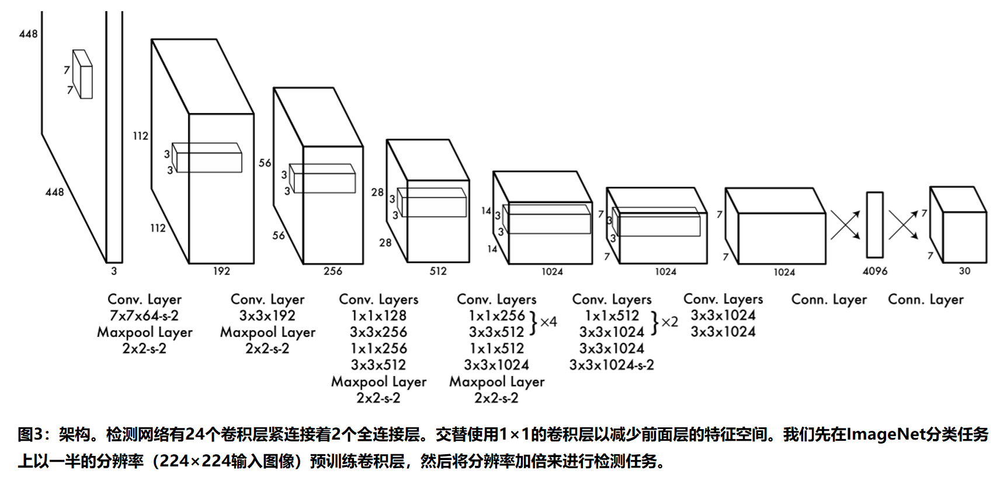 448
7
7
448
3
112
3
3
112
192
56
3
3
56
256
28
3
3
28
512
14
3
3
14
1024
7
3
3
7
1024
7
7
1024
4096
7
7
30
Conv. Layer
7x7x64-s-2
Maxpool Layer
2x2-s-2
Conv. Layer
3x3x192
Maxpool Layer
2x2-s-2
Conv. Layers
1x1x128
3x3x256
1x1x256
3x3x512
Maxpool Layer
2x2-s-2
Conv. Layers
1x1x256
3x3x512
}×4
1x1x512
3x3x1024
Maxpool Layer
2x2-s-2
Conv. Layers
1x1x512
3x3x1024
}×2
3x3x1024
3x3x1024-s-2
Conv. Layers
3x3x1024
3x3x1024
Conn. Layer
Conn. Layer
图3：架构。检测网络有24个卷积层紧连接着2个全连接层。交替使用1×1的卷积层以减少前面层的特征空间。我们先在ImageNet分类任务
上以一半的分辨率（224×224输入图像）预训练卷积层，然后将分辨率加倍来进行检测任务。